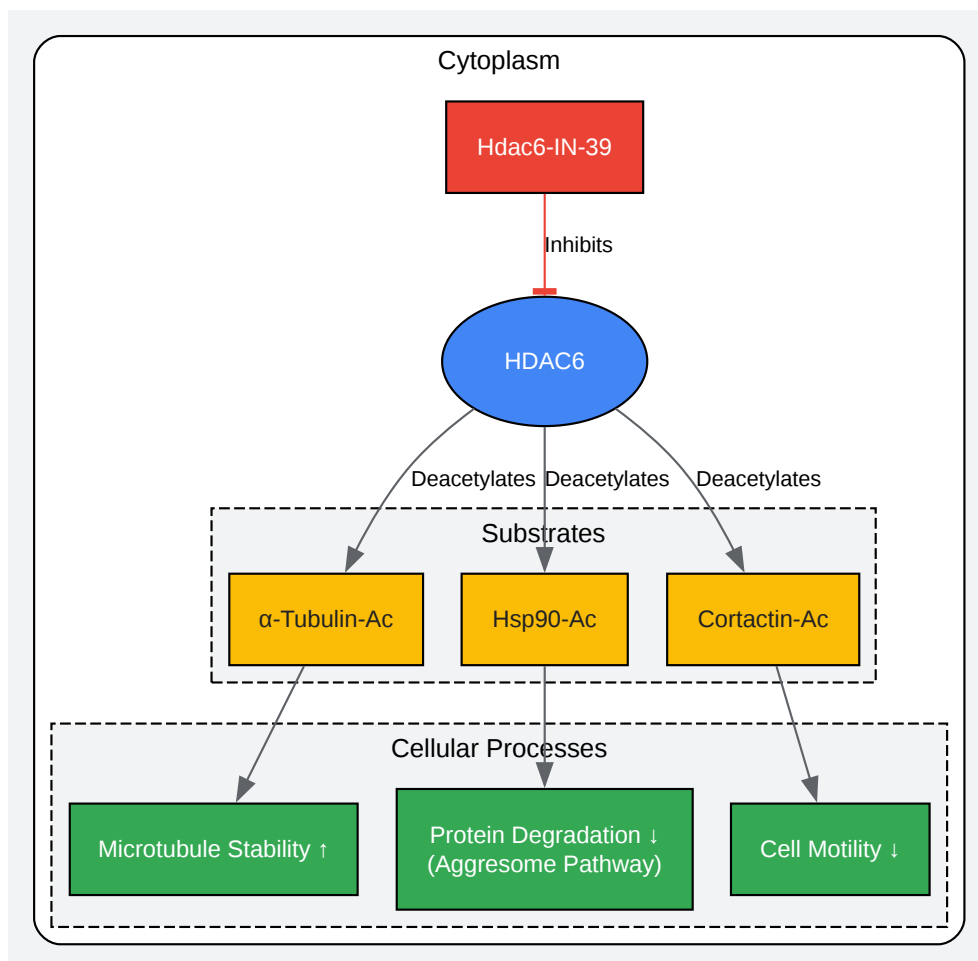 Cytoplasm
Hdac6-IN-39
Inhibits
HDAC6
Deacetylates
Deacetylates
Deacetylates
Substrates
α-Tubulin-Ac
Hsp90-Ac
Cortactin-Ac
Cellular Processes
Microtubule Stability ↑
Protein Degradation ↓
(Aggresome Pathway)
Cell Motility ↓